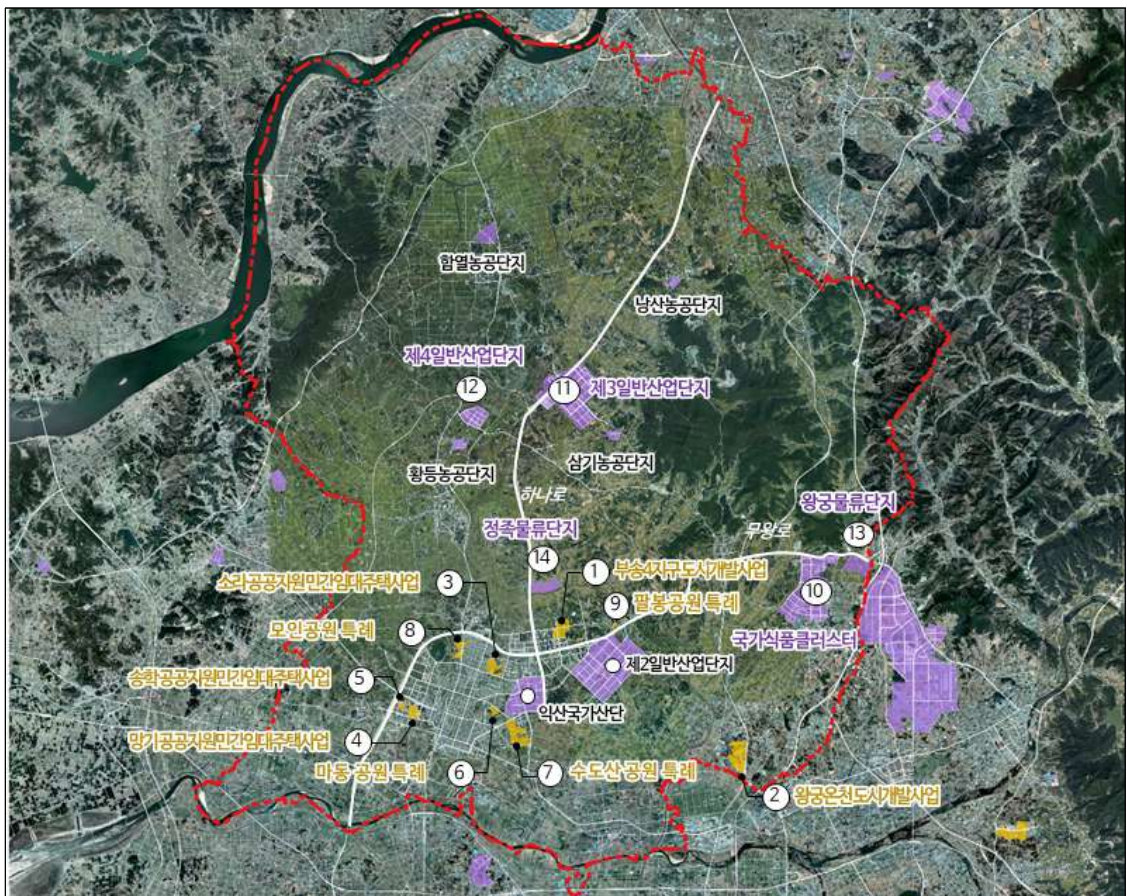 함열농공단지
남산농공단지
제4일반산업단지
12
11
제3일반산업단지
황등농공단지
삼기농공단지
하나로
정족물류단지
14
무왕로
왕궁물류단지
13
소라공공지원민간임대주택사업
3
1
부송4지구도시개발사업
9
팔봉공원 특례
10
모인공원 특례
8
국가식품클러스터
제2일반산업단지
송학공공지원민간임대주택사업
5
익산국가산단
망기공공지원민간임대주택사업
4
마동 공원 특례
6
7
수도산 공원 특례
2
왕궁온천도시개발사업